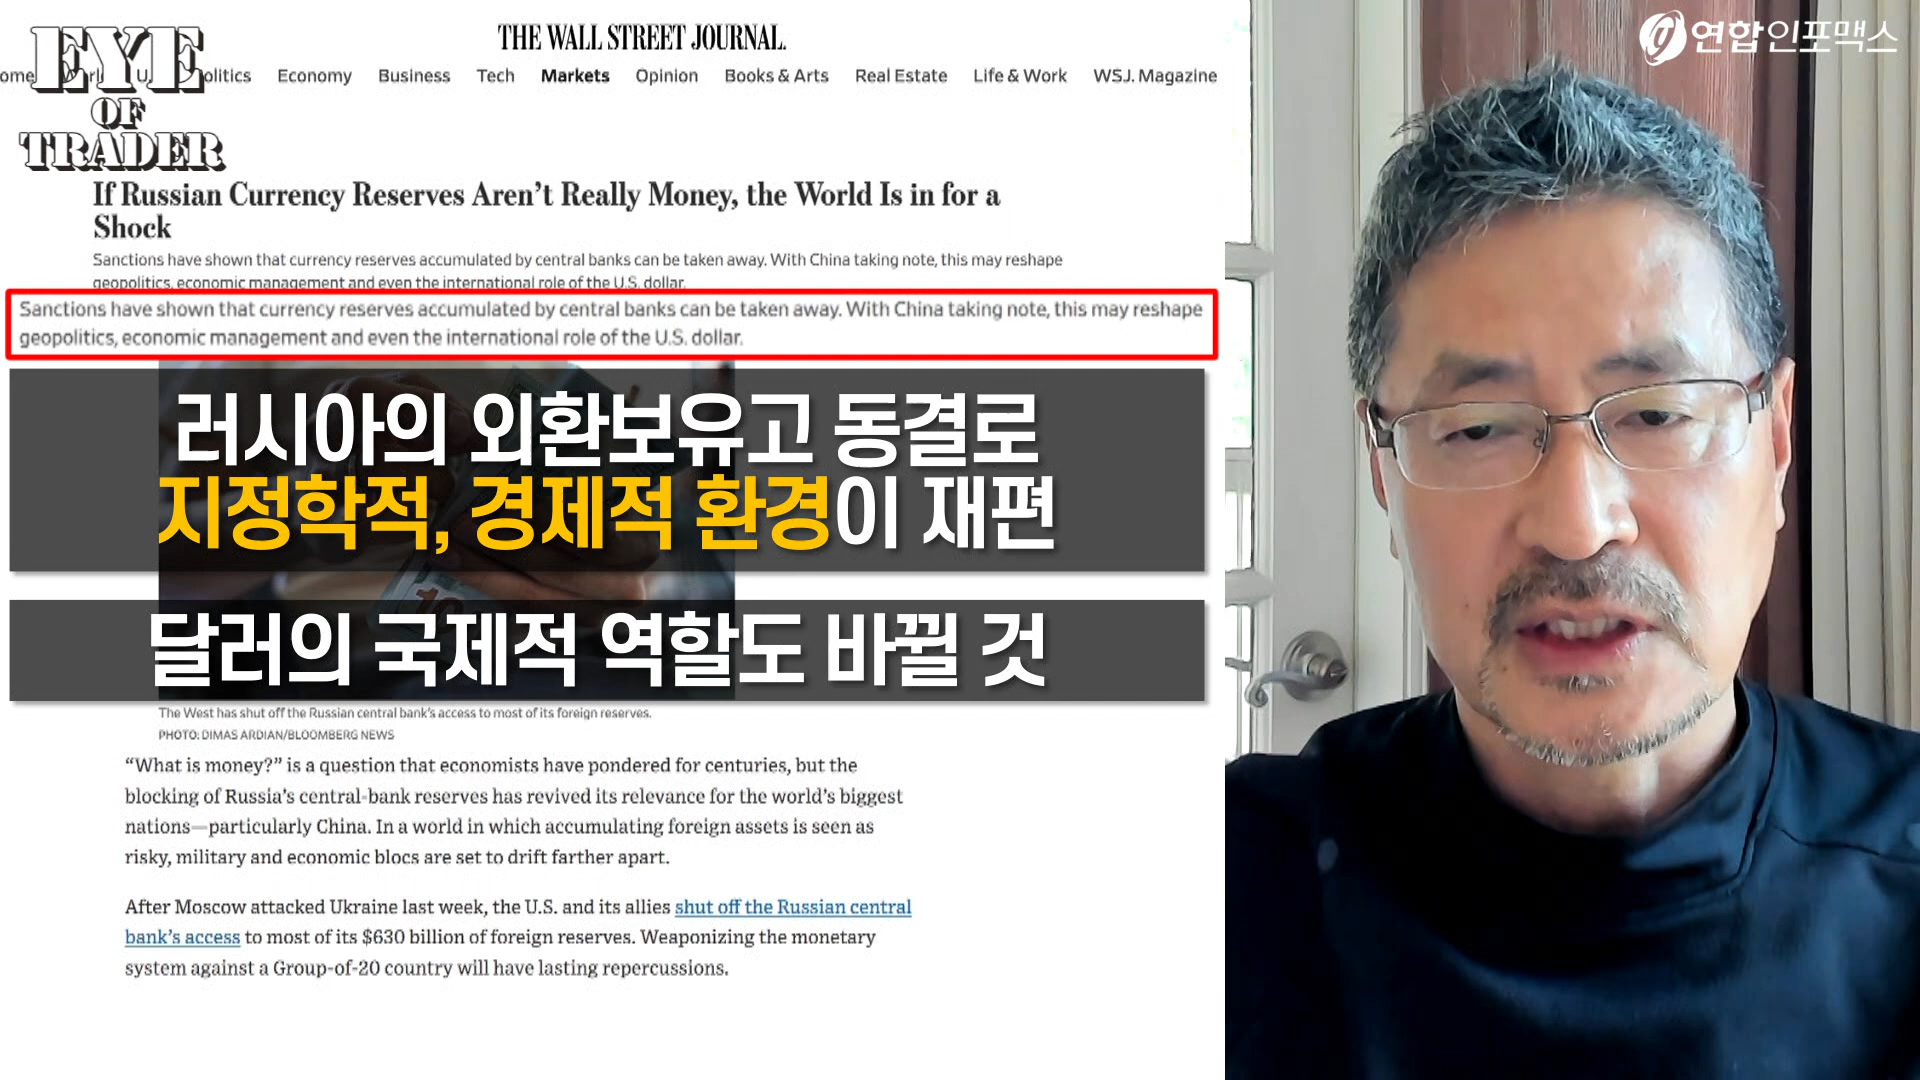 EYE
OF
TRADER
연합인포맥스
THE WALL STREET JOURNAL.
Politics Economy Business Tech Markets Opinion Books & Arts Real Estate Life & Work WSJ. Magazine
If Russian Currency Reserves Aren't Really Money, the World Is in for a
Shock
Sanctions have shown that currency reserves accumulated by central banks can be taken away. With China taking note, this may reshape
geopolitics, economic management and even the international role of the U.S. dollar.
Sanctions have shown that currency reserves accumulated by central banks can be taken away. With China taking note, this may reshape
geopolitics, economic management and even the international role of the U.S. dollar.
러시아의 외환보유고 동결로
지정학적, 경제적 환경이 재편
달러의 국제적 역할도 바뀔 것
The West has shut off the Russian central bank's access to most of its foreign reserves.
PHOTO: DIMAS ARDIAN/BLOOMBERG NEWS
“What is money?” is a question that economists have pondered for centuries, but the
blocking of Russia's central-bank reserves has revived its relevance for the world's biggest
nations—particularly China. In a world in which accumulating foreign assets is seen as
risky, military and economic blocs are set to drift farther apart.
After Moscow attacked Ukraine last week, the U.S. and its allies shut off the Russian central
bank's access to most of its $630 billion of foreign reserves. Weaponizing the monetary
system against a Group-of-20 country will have lasting repercussions.